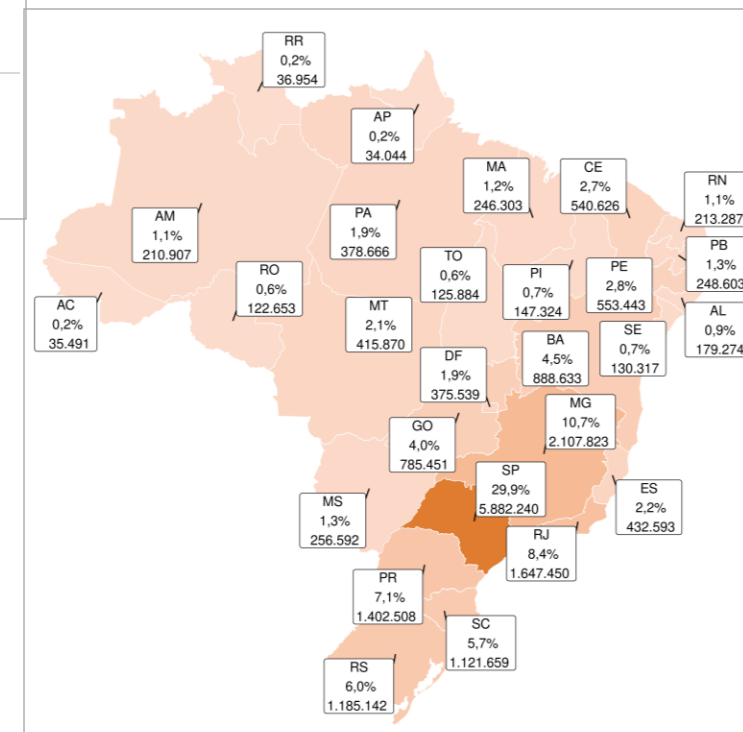 RR
0,2%
36.954
AP
0,2%
34.044
MA
1,2%
246.303
CE
2,7%
540.626
RN
1,1%
213.287
AM
1,1%
210.907
PA
1,9%
378.666
PB
1,3%
248.603
TO
0,6%
125.884
PI
0,7%
147.324
PE
2,8%
553.443
RO
0,6%
122.653
AC
0,2%
35.491
MT
2,1%
415.870
AL
0,9%
179.274
SE
0,7%
130.317
BA
4,5%
888.633
DF
1,9%
375.539
MG
10,7%
2.107.823
GO
4,0%
785.451
SP
29,9%
5.882.240
ES
2,2%
432.593
MS
1,3%
256.592
RJ
8,4%
1.647.450
PR
7,1%
1.402.508
SC
5,7%
1.121.659
RS
6,0%
1.185.142